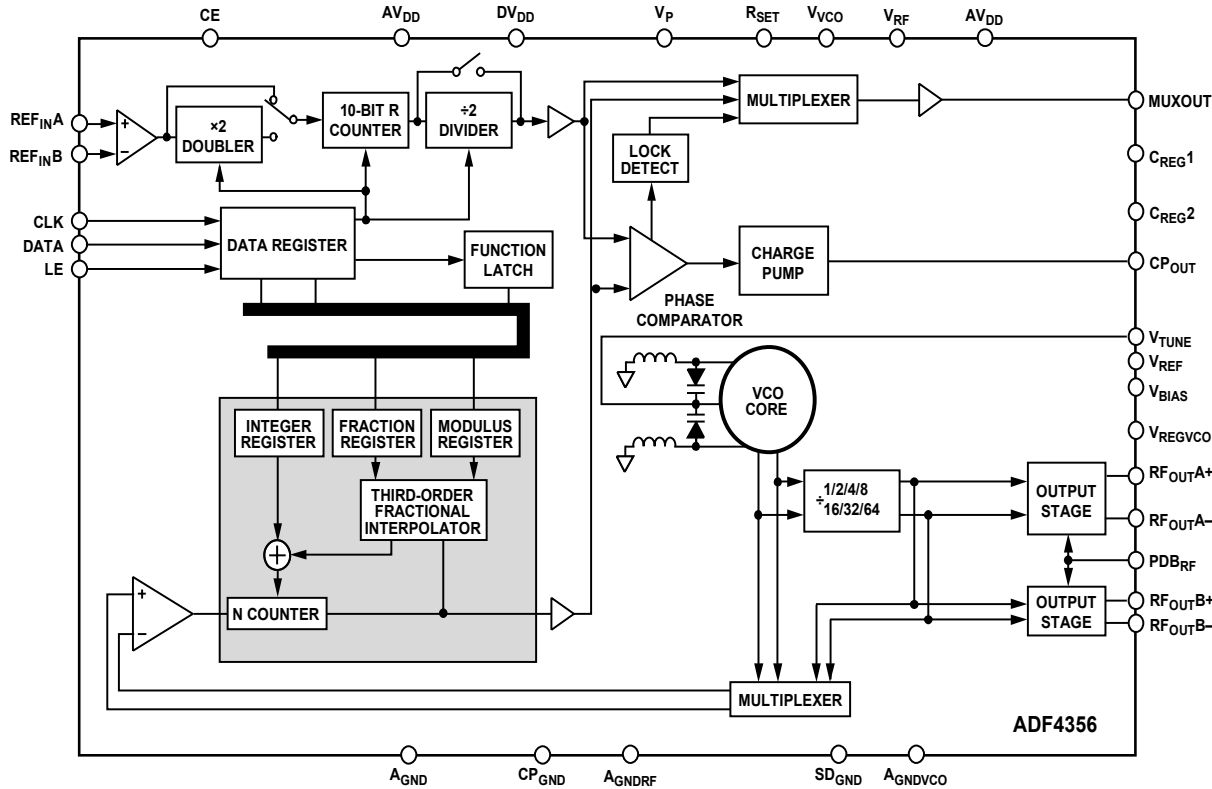 CE
AVDD
DVDD
VP
RSET
VVCO
VRF
AVDD
REFINA
REFINB
+
−
×2
DOUBLER
10-BIT R
COUNTER
÷2
DIVIDER
MULTIPLEXER
MUXOUT
LOCK
DETECT
CREG1
CREG2
CLK
DATA
LE
DATA REGISTER
FUNCTION
LATCH
CHARGE
PUMP
CPOUT
PHASE
COMPARATOR
VTUNE
VREF
VBIAS
VREGVCO
VCO
CORE
INTEGER
REGISTER
FRACTION
REGISTER
MODULUS
REGISTER
THIRD-ORDER
FRACTIONAL
INTERPOLATOR
+
N COUNTER
+
−
÷ 1/2/4/8
16/32/64
OUTPUT
STAGE
RFOUTA+
RFOUTA−
PDBRF
OUTPUT
STAGE
RFOUTB+
RFOUTB−
MULTIPLEXER
ADF4356
AGND
CPGND
AGNDRF
SDGND
AGNDVCO